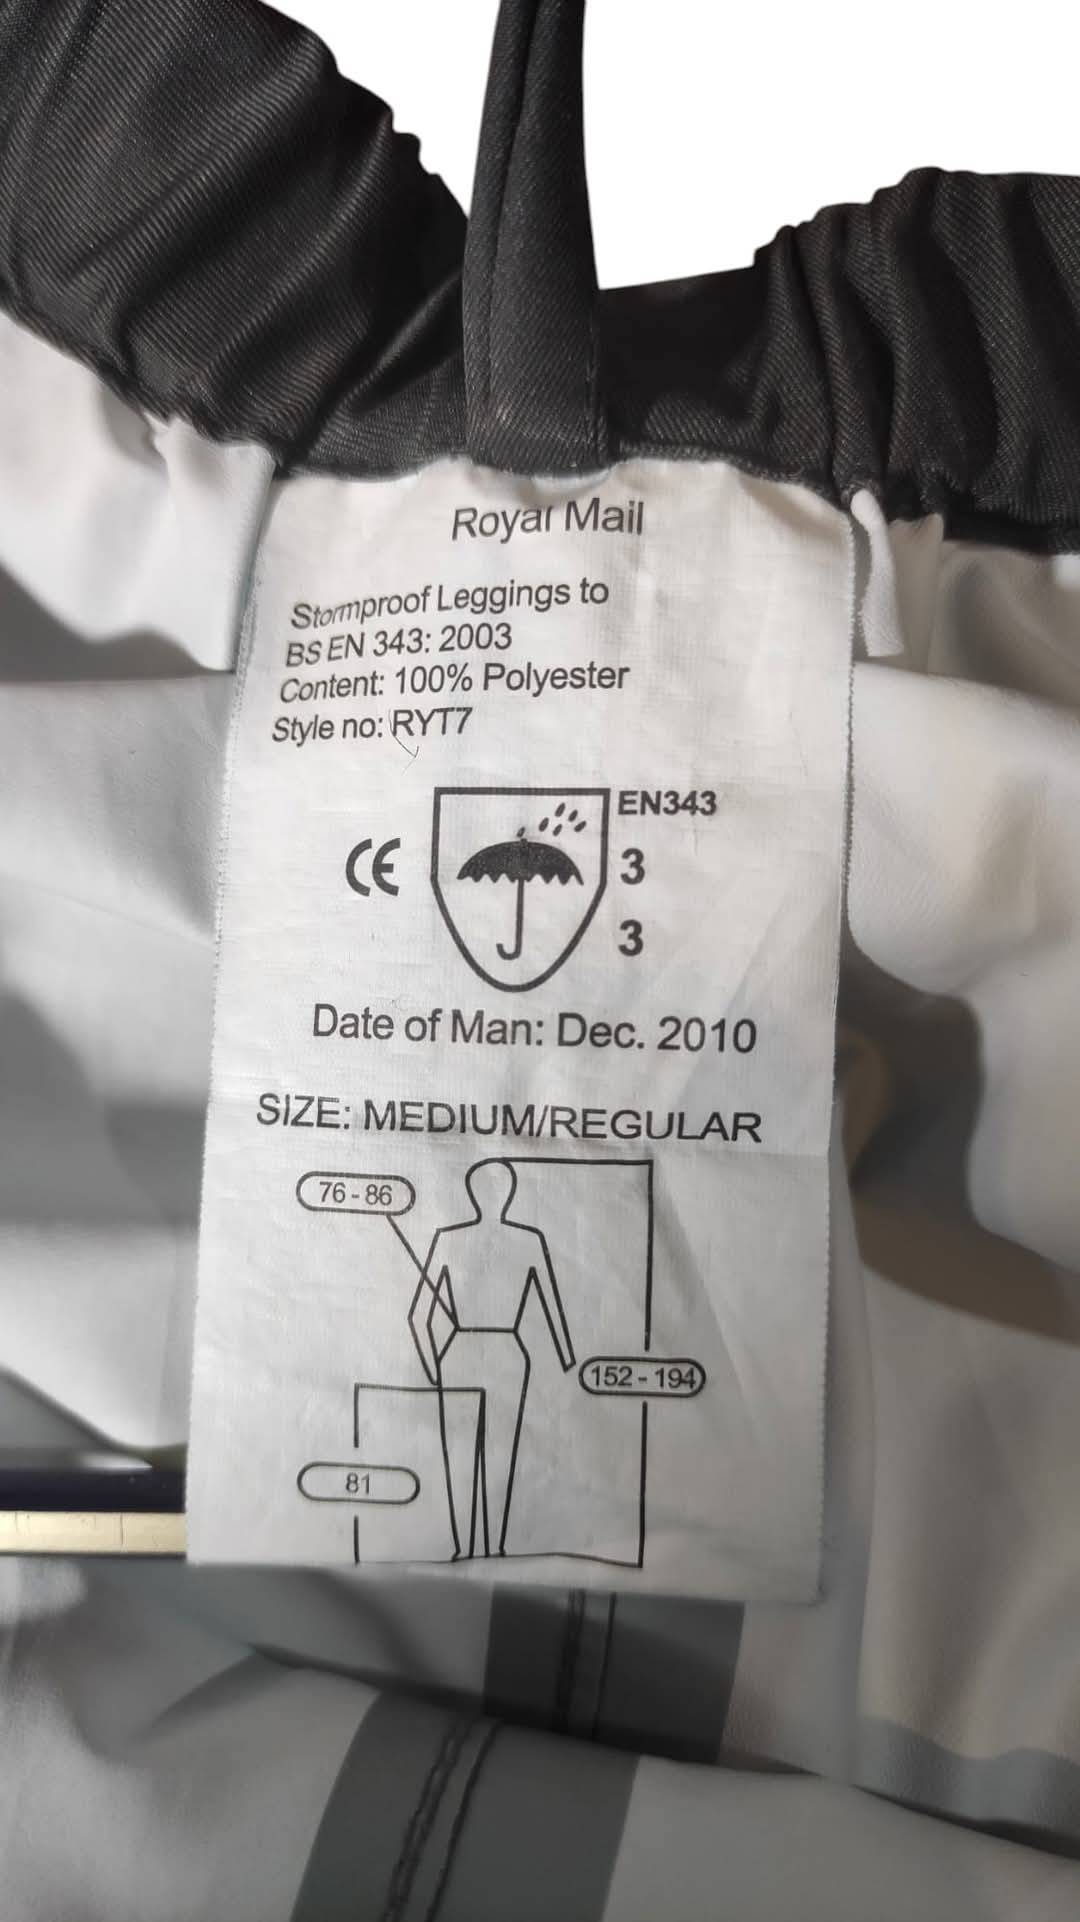 Royal Mail
Stormproof Leggings to
BS EN 343: 2003
Content: 100% Polyester
Style no: RYT7
CE
EN343
3
3
Date of Man: Dec. 2010
SIZE: MEDIUM/REGULAR
76 - 86
152 - 194
81